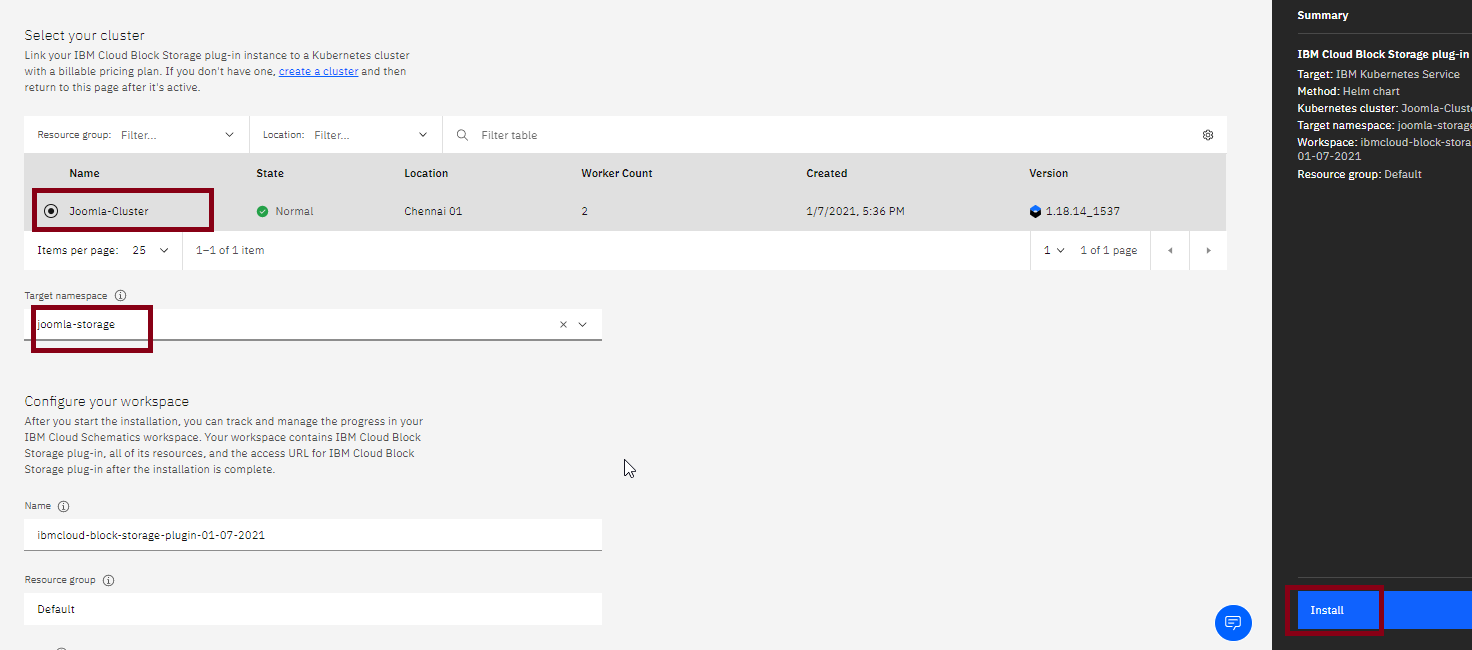 Select your cluster
Link your IBM Cloud Block Storage plug-in instance to a Kubernetes cluster
with a billable pricing plan. If you don't have one, create a cluster and then
return to this page after it's active.
Resource group: Filter...
Location: Filter...
Filter table
Name State Location Worker Count Created Version
Joomla-Cluster Normal Chennai 01 2 1/7/2021, 5:36 PM 1.18.14_1537
Items per page: 25 1–1 of 1 item 1 1 of 1 page
Target namespace
joomla-storage
Configure your workspace
After you start the installation, you can track and manage the progress in your
IBM Cloud Schematics workspace. Your workspace contains IBM Cloud Block
Storage plug-in, all of its resources, and the access URL for IBM Cloud Block
Storage plug-in after the installation is complete.
Name
ibmcloud-block-storage-plugin-01-07-2021
Resource group
Default
Summary
IBM Cloud Block Storage plug-in
Target: IBM Kubernetes Service
Method: Helm chart
Kubernetes cluster: Joomla-Cluste
Target namespace: joomla-storage
Workspace: ibmcloud-block-stora
01-07-2021
Resource group: Default
Install